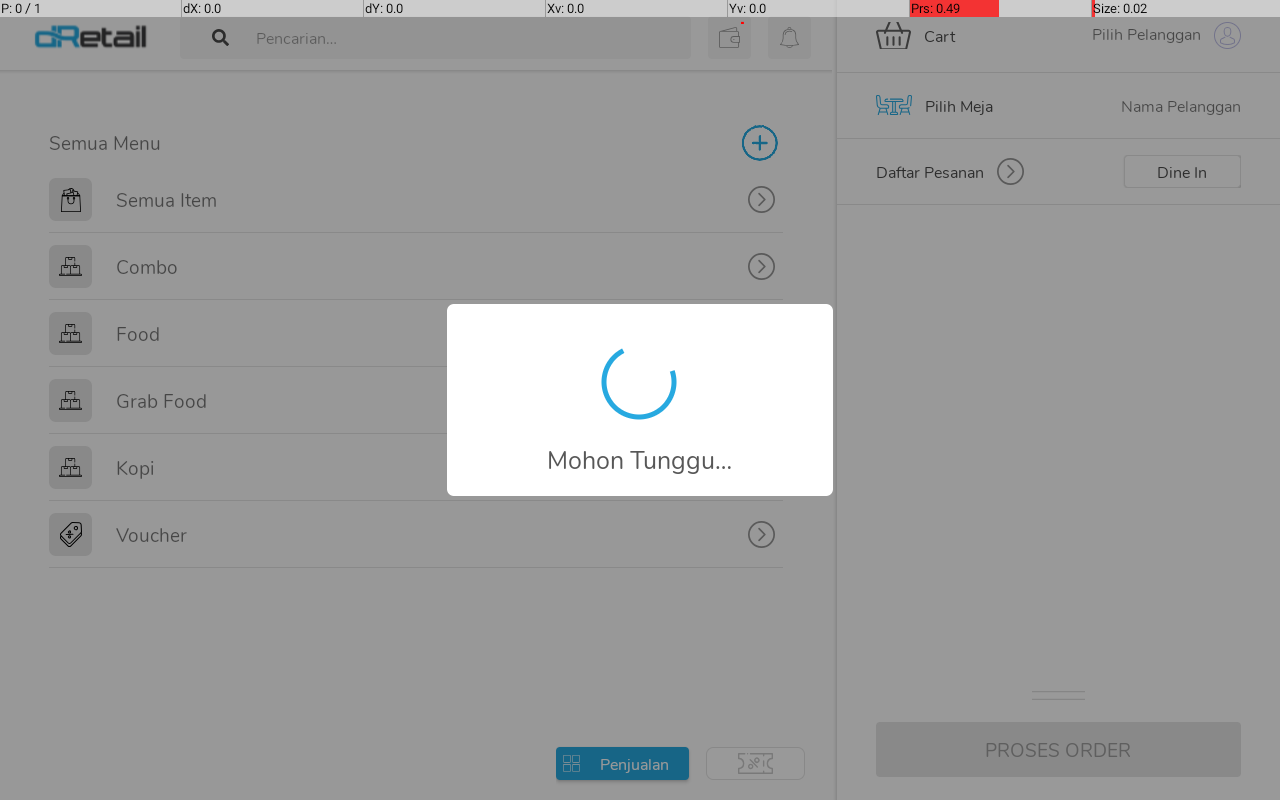 P: 0 / 1 dX: 0.0 dY: 0.0 Xv: 0.0 Yv: 0.0 Prs: 0.49 Size: 0.02
dRetail
Pencarian...
Cart
Pilih Pelanggan
Pilih Meja
Nama Pelanggan
Daftar Pesanan
Dine In
Semua Menu
Semua Item
Combo
Food
Grab Food
Kopi
Voucher
Mohon Tunggu...
PROSES ORDER
Penjualan